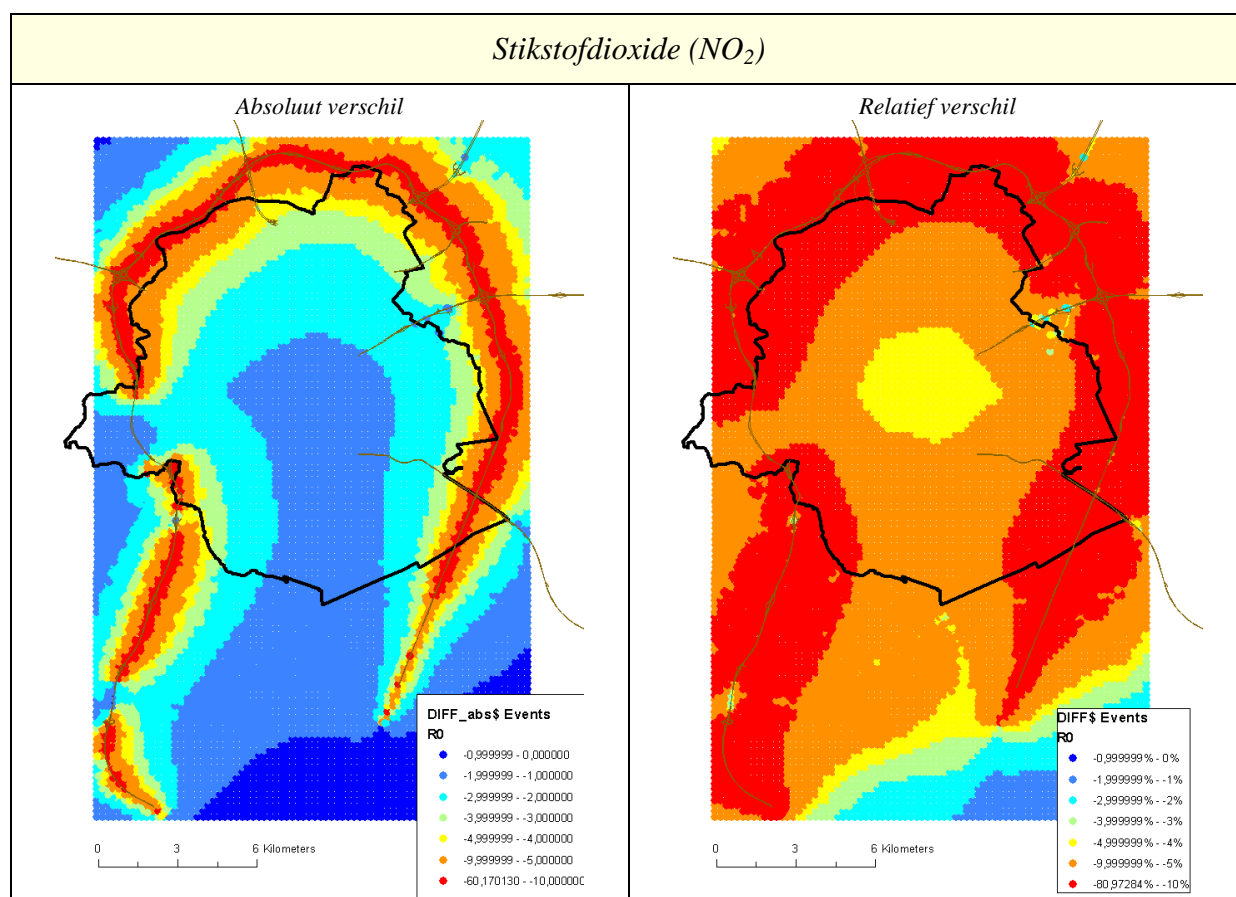 Stikstofdioxide (NO₂)
Absoluut verschil
DIFF_abs$ Events
R0
-0,999999 - 0,000000
-1,999999 - -1,000000
-2,999999 - -2,000000
-3,999999 - -3,000000
-4,999999 - -4,000000
-9,999999 - -5,000000
-60,170130 - -10,000000
0 3 6 Kilometers
Relatief verschil
DIFF$ Events
R0
-0,999999% - 0%
-1,999999% - -1%
-2,999999% - -2%
-3,999999% - -3%
-4,999999% - -4%
-9,999999% - -5%
-80,97284% - -10%
0 3 6 Kilometers